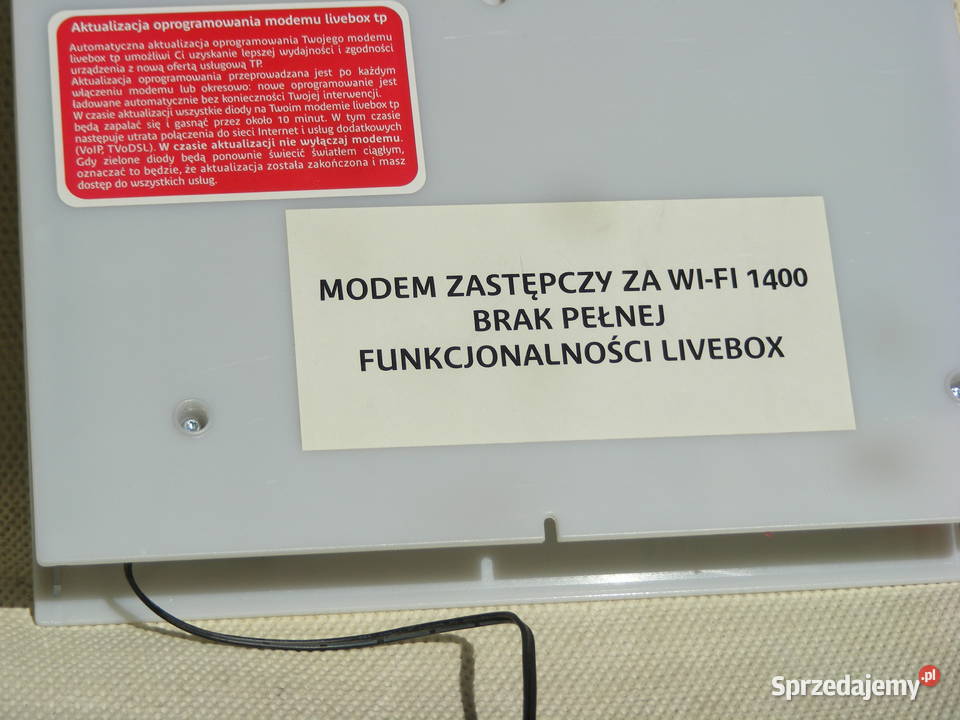 Aktualizacja oprogramowania modemu livebox tp
Automatyczna aktualizacja oprogramowania Twojego modemu
livebox tp umożliwi Ci uzyskanie lepszej wydajności i zgodności
urządzenia z nową ofertą usługową TP.
Aktualizacja oprogramowania przeprowadzana jest po każdym
włączeniu modemu lub okresowo: nowe oprogramowanie jest
ładowane automatycznie bez konieczności Twojej interwencji.
W czasie aktualizacji wszystkie diody na Twoim modemie livebox tp
będą zapalać się i gasnąć przez około 10 minut. W tym czasie
następuje utrata połączenia do sieci Internet i usług dodatkowych
(VoIP, TVoDSL). W czasie aktualizacji nie wyłączaj modemu.
Gdy zielone diody będą ponownie świecić światłem ciągłym,
oznaczać to będzie, że aktualizacja została zakończona i masz
dostęp do wszystkich usług.
MODEM ZASTĘPCZY ZA WI-FI 1400
BRAK PEŁNEJ
FUNKCJONALNOŚCI LIVEBOX
Sprzedajemy.pl